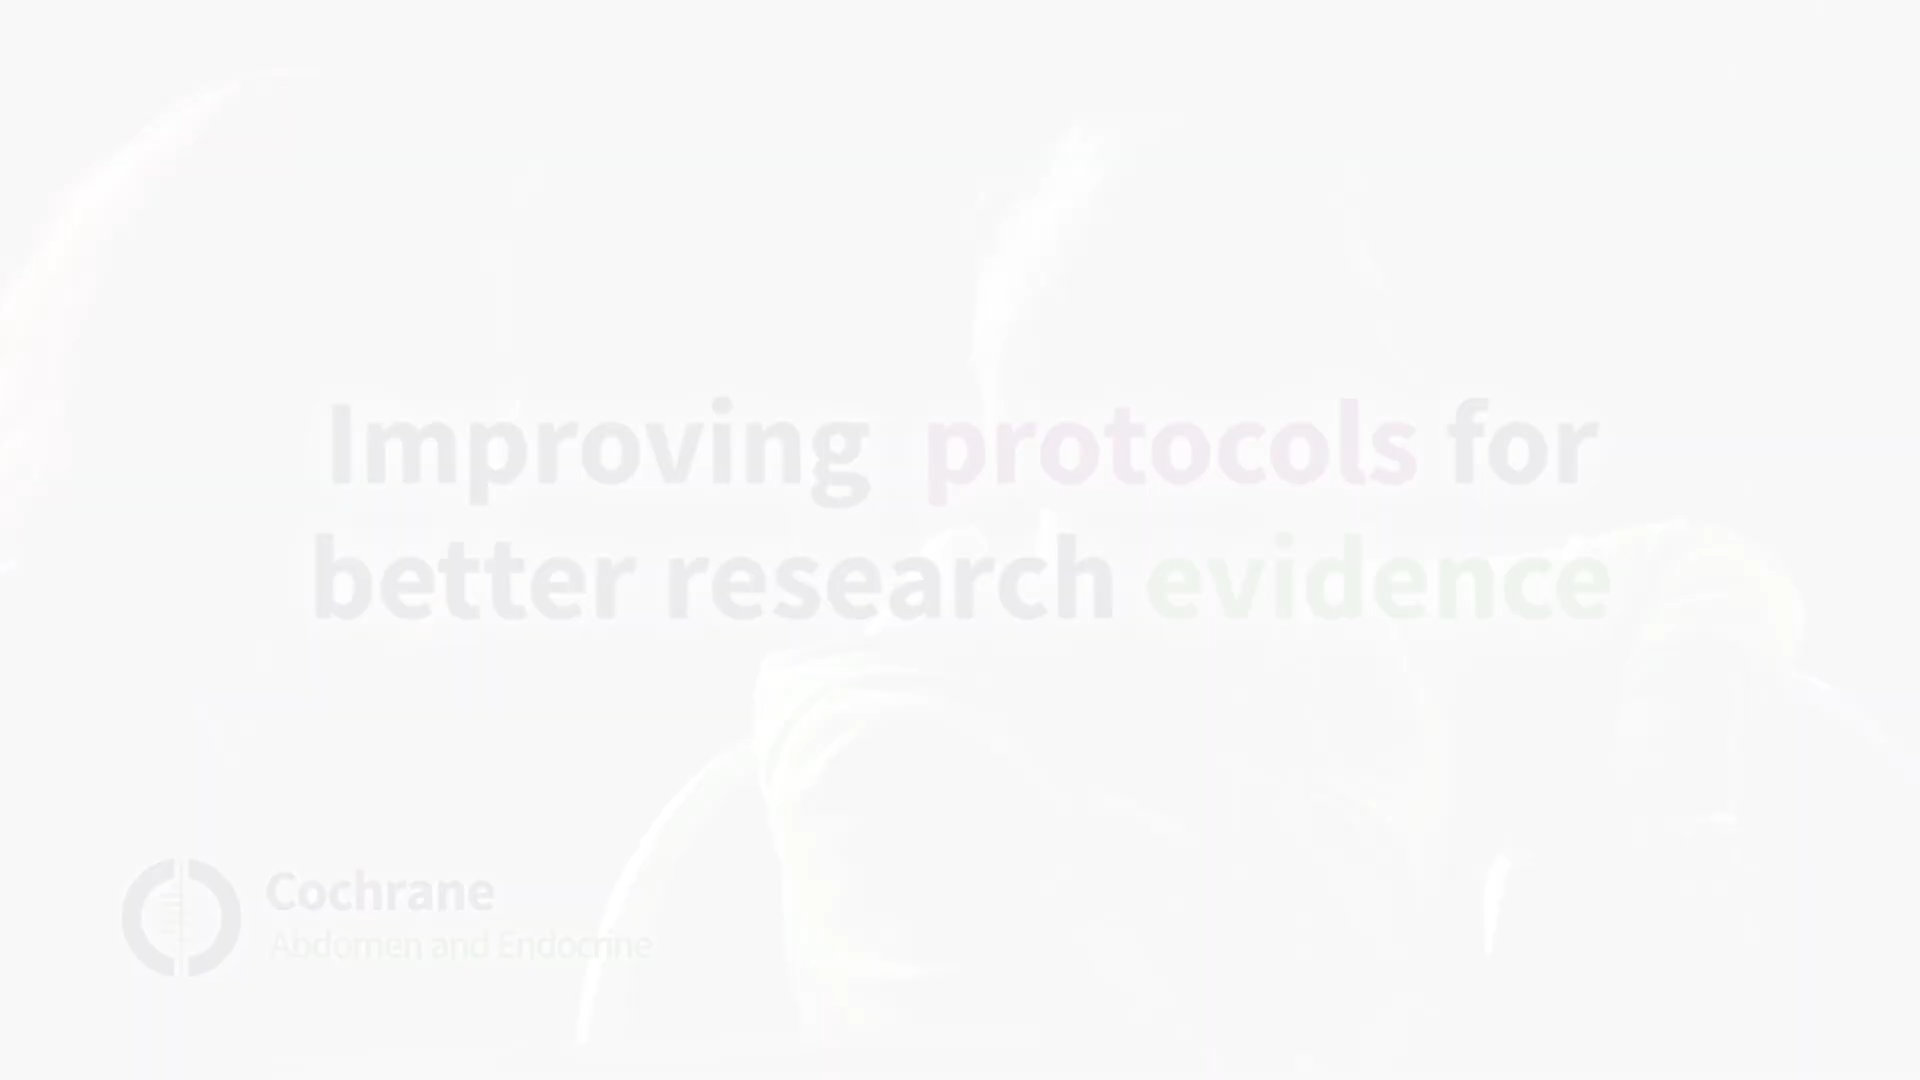 Improving protocols for
better research evidence
Cochrane
Abdomen and Endocrine